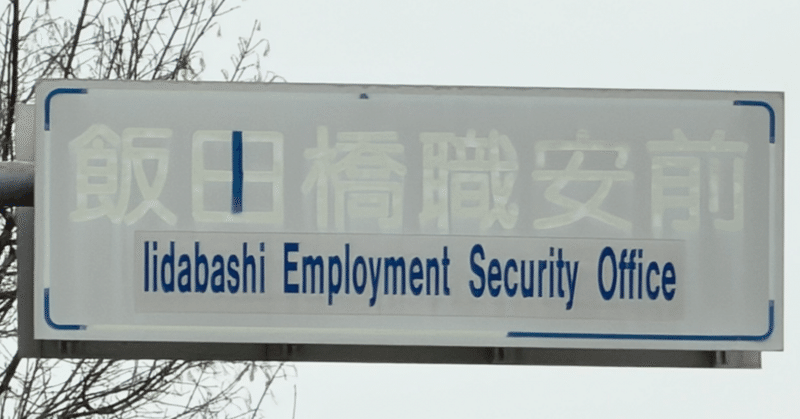 飯田橋職安前
Iidabashi Employment Security Office